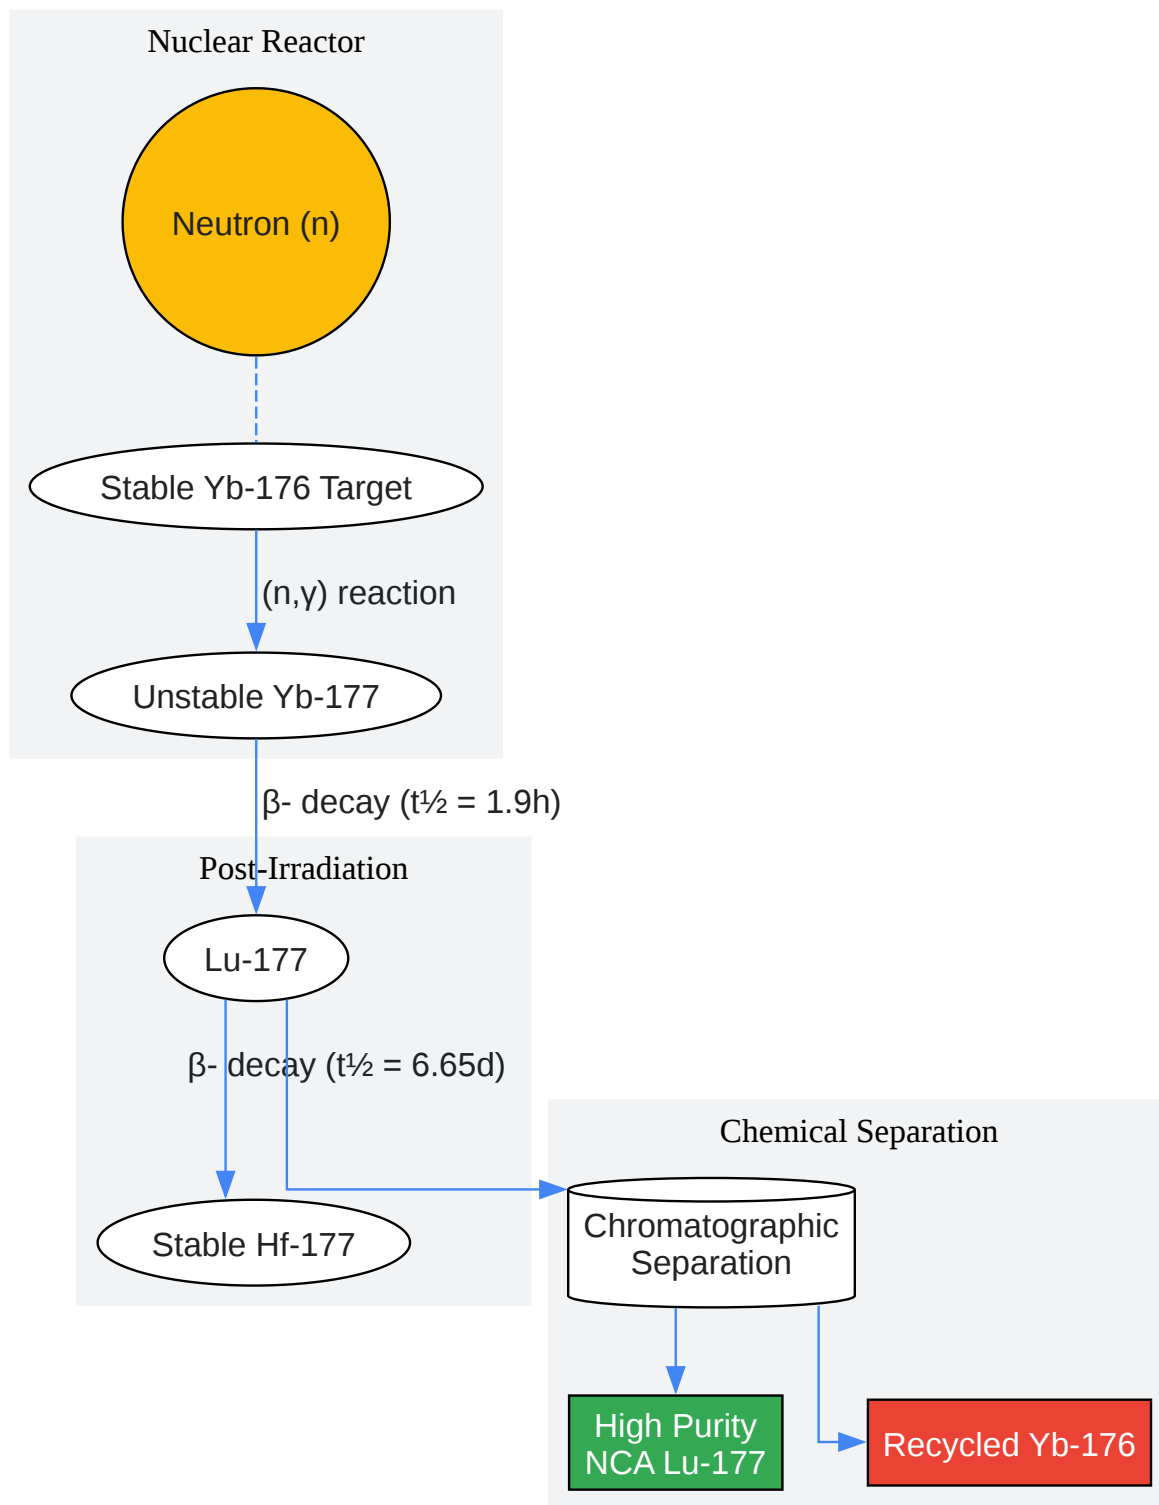 Nuclear Reactor
Neutron (n)
Stable Yb-176 Target
(n,γ) reaction
Unstable Yb-177
β- decay (t½ = 1.9h)
Post-Irradiation
Lu-177
β- decay (t½ = 6.65d)
Stable Hf-177
Chemical Separation
Chromatographic
Separation
High Purity
NCA Lu-177
Recycled Yb-176